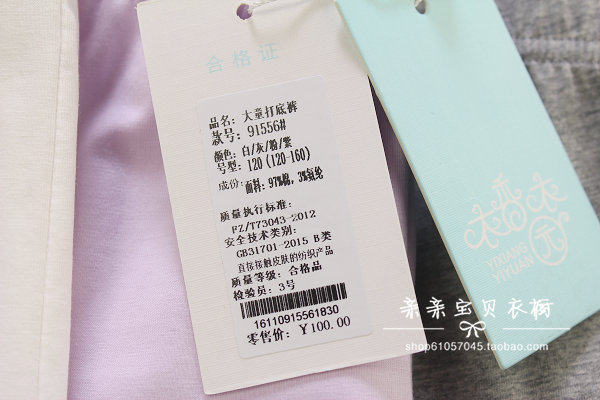 合格证
品名：大童打底裤
款号：91556#
颜色：白/灰/粉/紫
号型：120(120-160)
成份：面料：97%棉，3%氨纶
质量执行标准：
FZ/T73043-2012
安全技术类别：
GB31701-2015 B类
直接接触皮肤的纺织产品
质量等级：合格品
检验员：3号
16110915561830
零售价：￥100.00
衣香衣元
YIXIANG
YIYUAN
亲亲宝贝衣橱
shop61057045.taobao.com